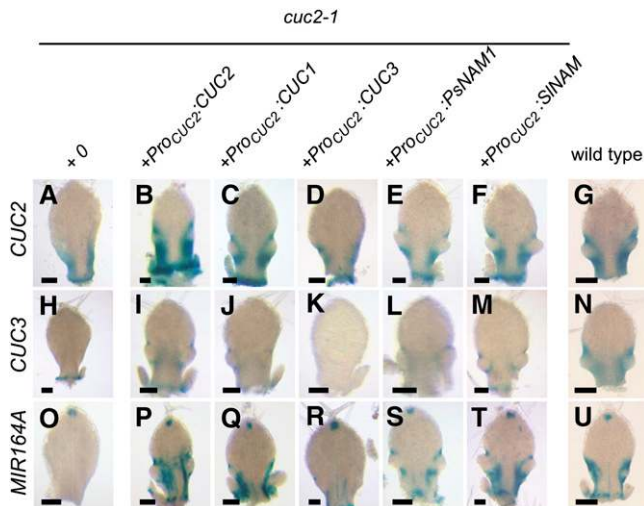 cuc2-1
+ 0
+ProCUC2:CUC2
+ProCUC2:CUC1
+ProCUC2:CUC3
+ProCUC2:PsNAM1
+ProCUC2:SlNAM
wild type
CUC2
A B C D E F G
CUC3
H I J K L M N
MIR164A
O P Q R S T U